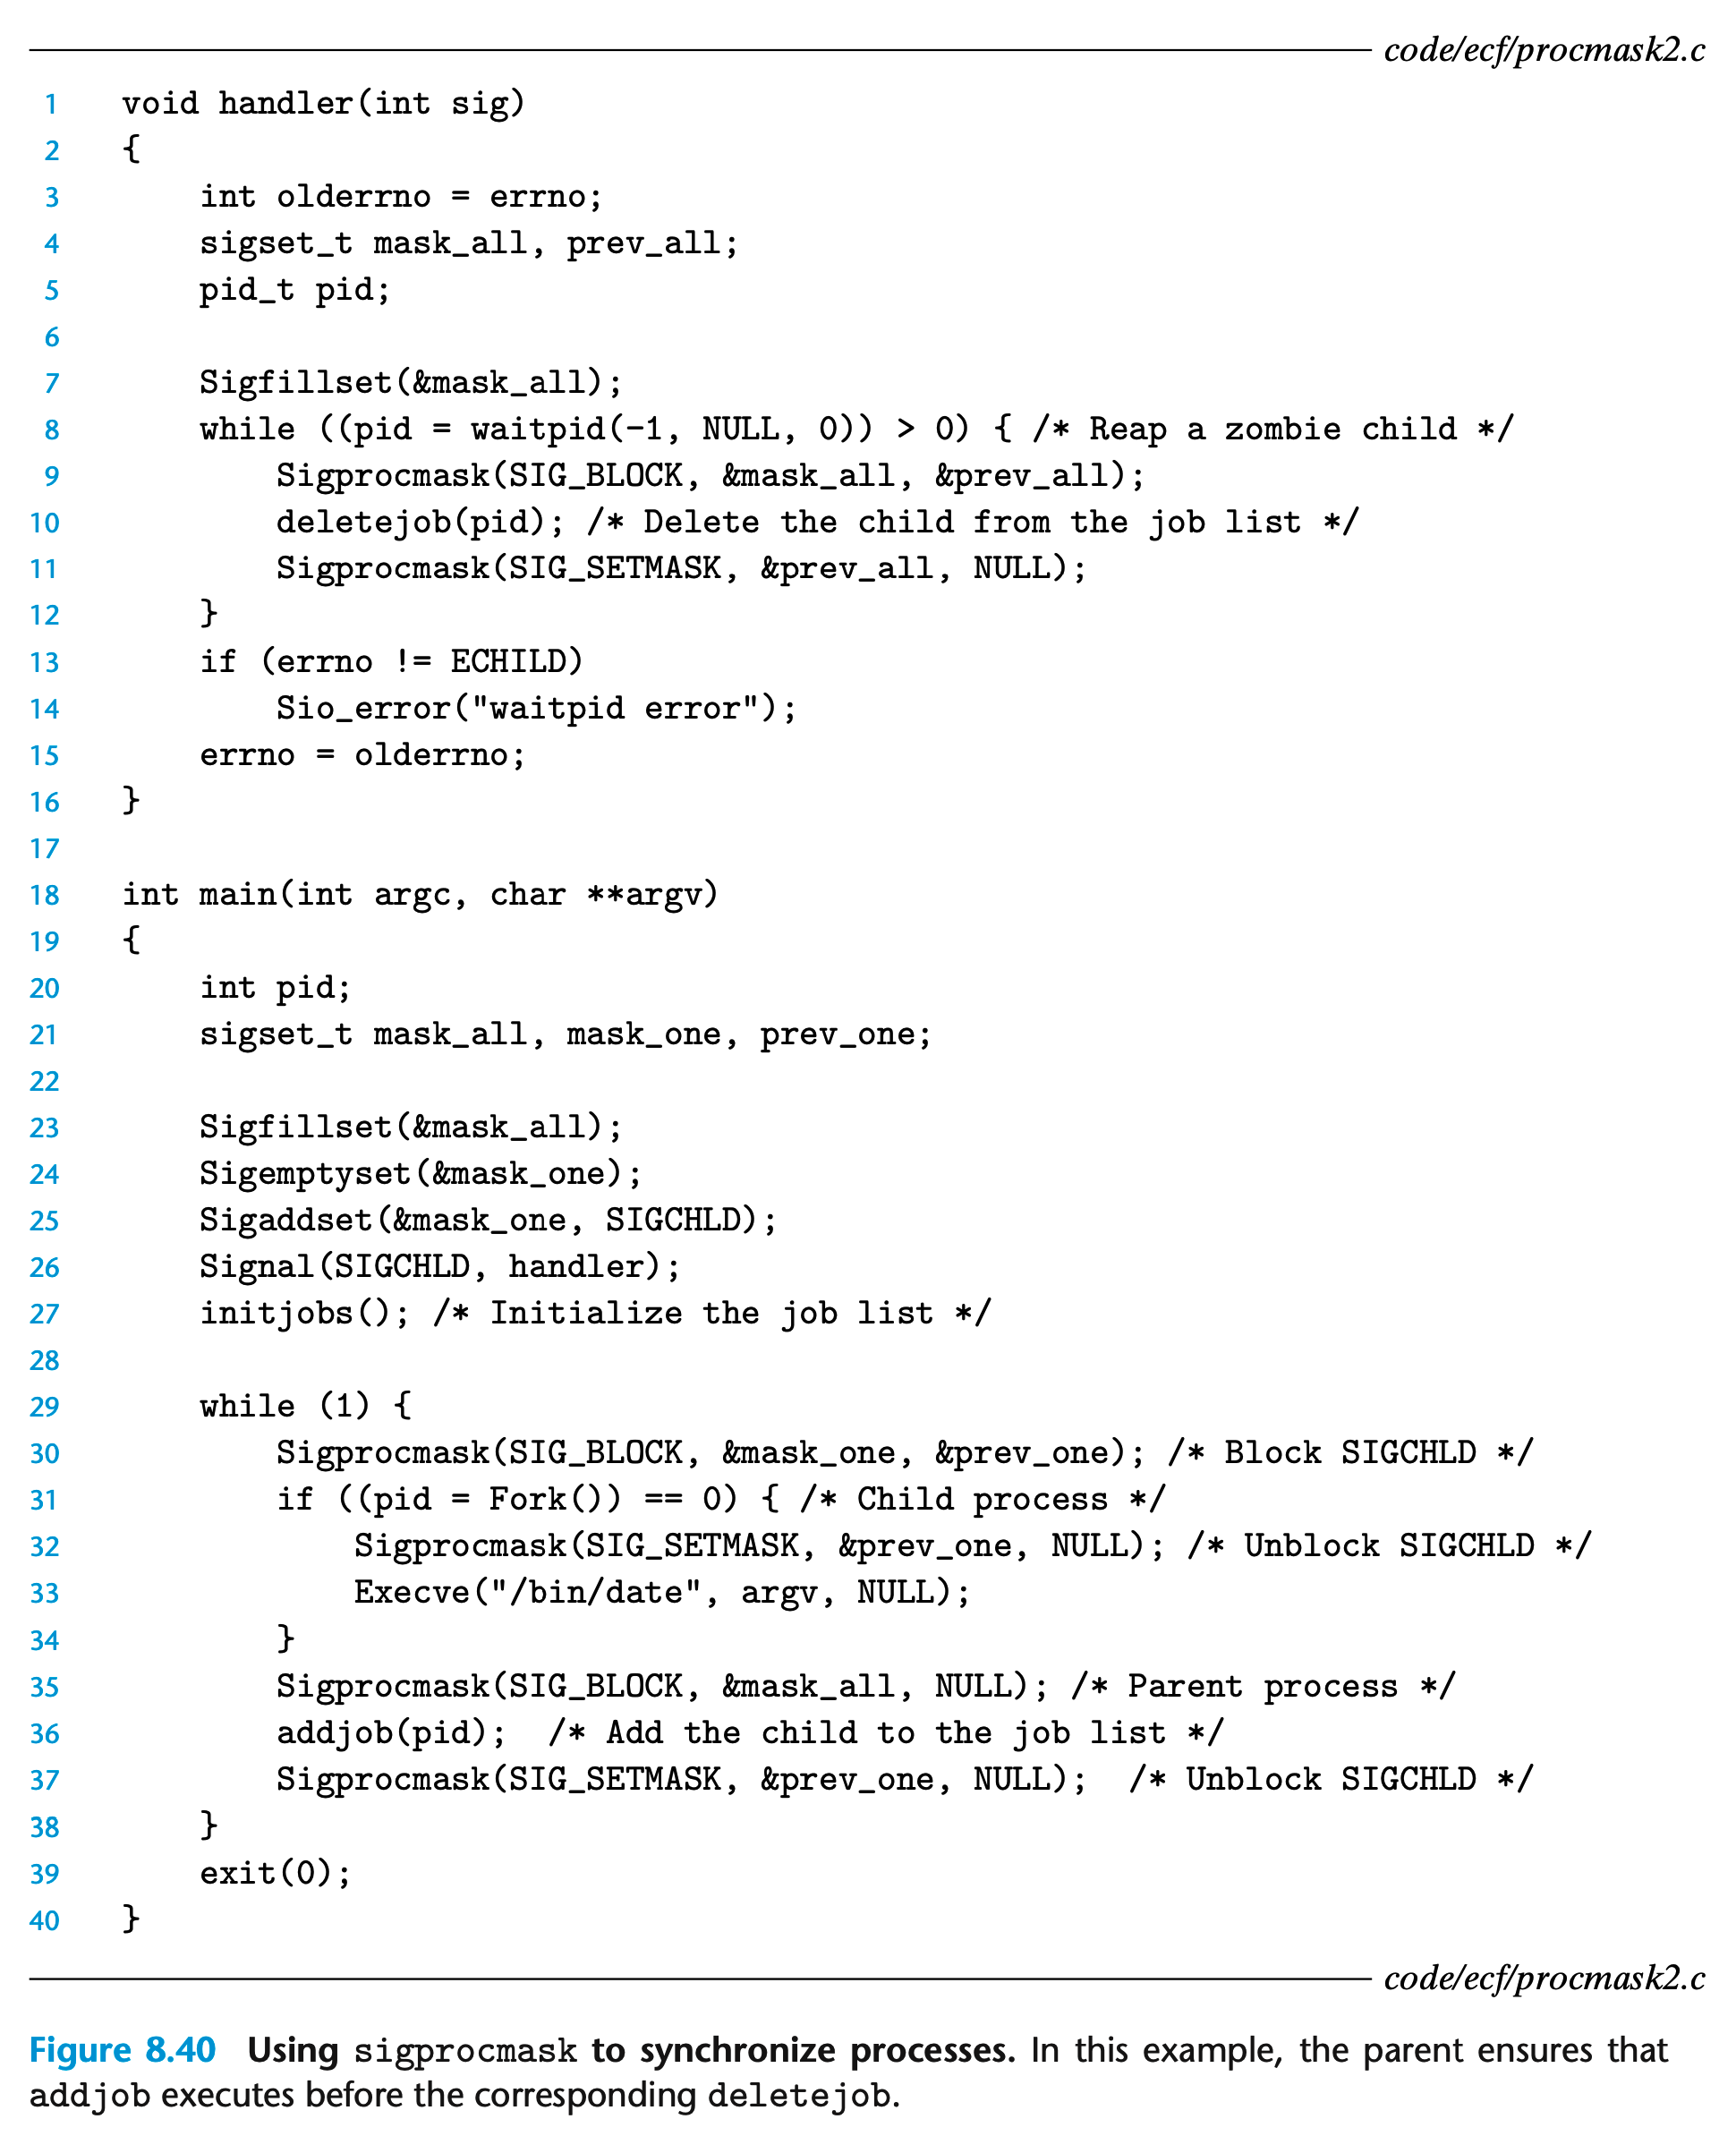 code/ecf/procmask2.c
1 void handler(int sig)
2 {
3     int olderrno = errno;
4     sigset_t mask_all, prev_all;
5     pid_t pid;
6
7     Sigfillset(&mask_all);
8     while ((pid = waitpid(-1, NULL, 0)) > 0) { /* Reap a zombie child */
9         Sigprocmask(SIG_BLOCK, &mask_all, &prev_all);
10         deletejob(pid); /* Delete the child from the job list */
11         Sigprocmask(SIG_SETMASK, &prev_all, NULL);
12     }
13     if (errno != ECHILD)
14         Sio_error("waitpid error");
15     errno = olderrno;
16 }
17
18 int main(int argc, char **argv)
19 {
20     int pid;
21     sigset_t mask_all, mask_one, prev_one;
22
23     Sigfillset(&mask_all);
24     Sigemptyset(&mask_one);
25     Sigaddset(&mask_one, SIGCHLD);
26     Signal(SIGCHLD, handler);
27     initjobs(); /* Initialize the job list */
28
29     while (1) {
30         Sigprocmask(SIG_BLOCK, &mask_one, &prev_one); /* Block SIGCHLD */
31         if ((pid = Fork()) == 0) { /* Child process */
32             Sigprocmask(SIG_SETMASK, &prev_one, NULL); /* Unblock SIGCHLD */
33             Execve("/bin/date", argv, NULL);
34         }
35         Sigprocmask(SIG_BLOCK, &mask_all, NULL); /* Parent process */
36         addjob(pid);  /* Add the child to the job list */
37         Sigprocmask(SIG_SETMASK, &prev_one, NULL);  /* Unblock SIGCHLD */
38     }
39     exit(0);
40 }
code/ecf/procmask2.c
Figure 8.40 Using sigprocmask to synchronize processes. In this example, the parent ensures that
addjob executes before the corresponding deletejob.